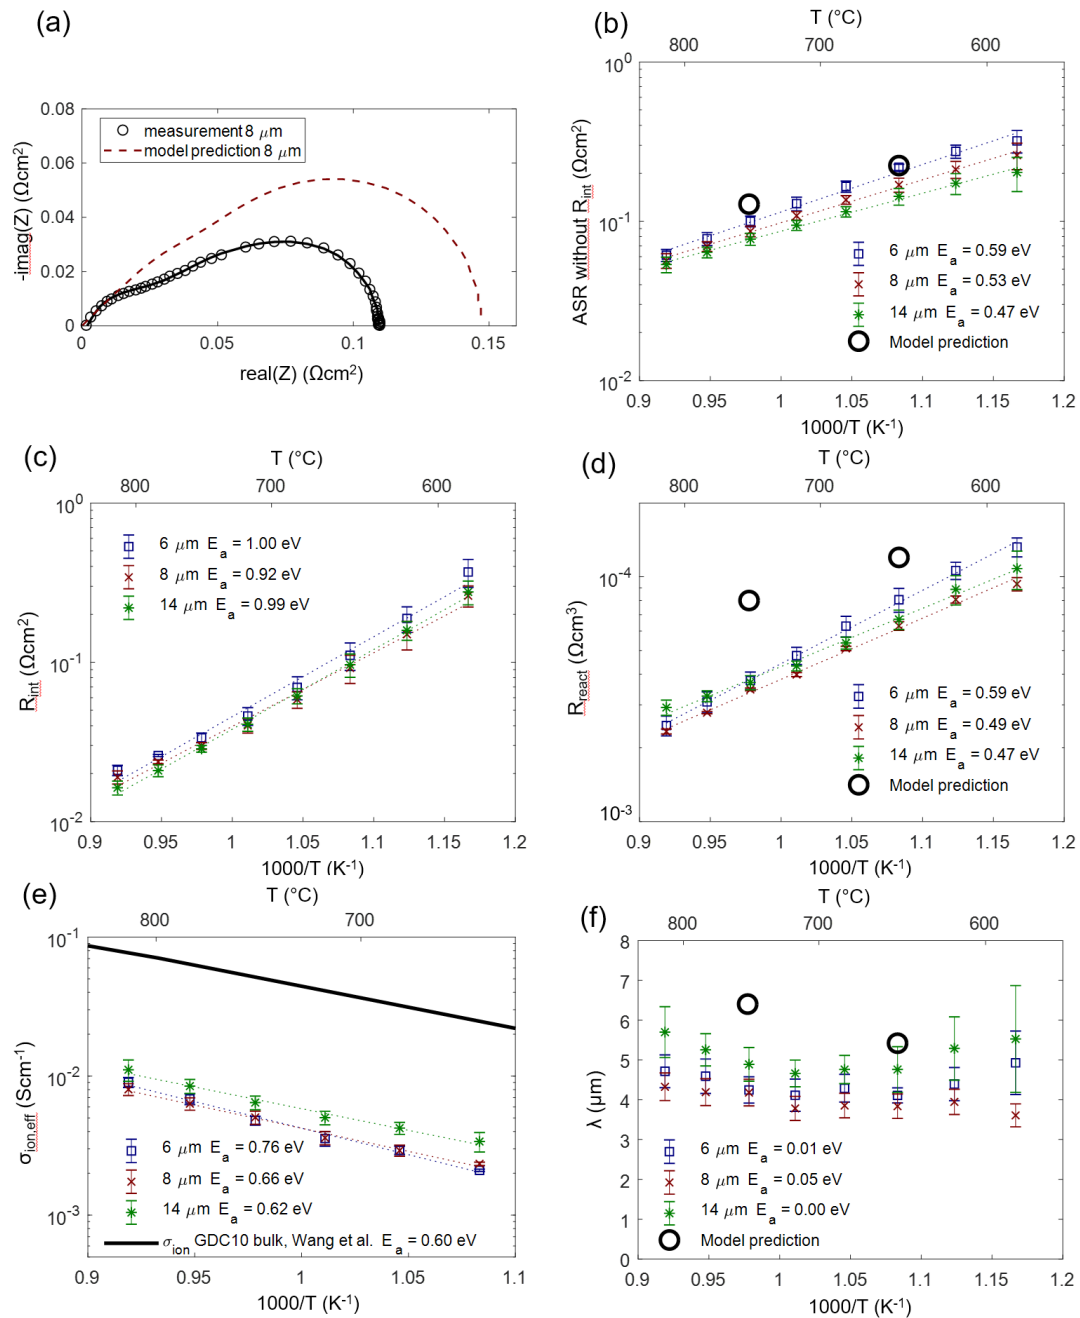 (a)
0.08
0.06
0.04
0.02
0
-imag(Z) (Ωcm2)
measurement 8 μm
model prediction 8 μm
0
0.05
0.1
0.15
real(Z) (Ωcm2)
(b)
T (°C)
800
700
600
10^0
10^-1
10^-2
ASR without R_int (Ωcm2)
6 μm E_a = 0.59 eV
8 μm E_a = 0.53 eV
14 μm E_a = 0.47 eV
Model prediction
0.9
0.95
1
1.05
1.1
1.15
1.2
1000/T (K-1)
(c)
T (°C)
800
700
600
10^0
10^-1
10^-2
R_int (Ωcm2)
6 μm E_a = 1.00 eV
8 μm E_a = 0.92 eV
14 μm E_a = 0.99 eV
0.9
0.95
1
1.05
1.1
1.15
1.2
1000/T (K-1)
(d)
T (°C)
800
700
600
10^-4
10^-3
R_react (Ωcm3)
6 μm E_a = 0.59 eV
8 μm E_a = 0.49 eV
14 μm E_a = 0.47 eV
Model prediction
0.9
0.95
1
1.05
1.1
1.15
1.2
1000/T (K-1)
(e)
T (°C)
800
700
10^-1
10^-2
10^-3
σ_ion,eff (Scm-1)
6 μm E_a = 0.76 eV
8 μm E_a = 0.66 eV
14 μm E_a = 0.62 eV
σ_ion GDC10 bulk, Wang et al. E_a = 0.60 eV
0.9
0.95
1
1.05
1.1
1000/T (K-1)
(f)
T (°C)
800
700
600
8
7
6
5
4
3
2
1
0
λ (μm)
6 μm E_a = 0.01 eV
8 μm E_a = 0.05 eV
14 μm E_a = 0.00 eV
Model prediction
0.9
0.95
1
1.05
1.1
1.15
1.2
1000/T (K-1)